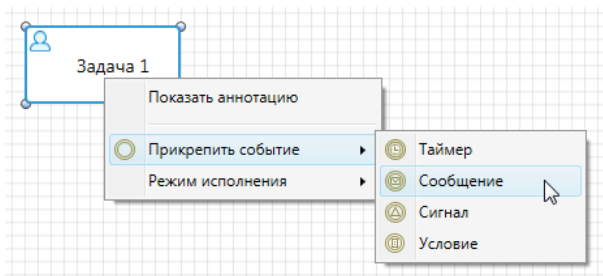 Задача 1
Показать аннотацию
Прикрепить событие
Режим исполнения
Таймер
Сообщение
Сигнал
Условие